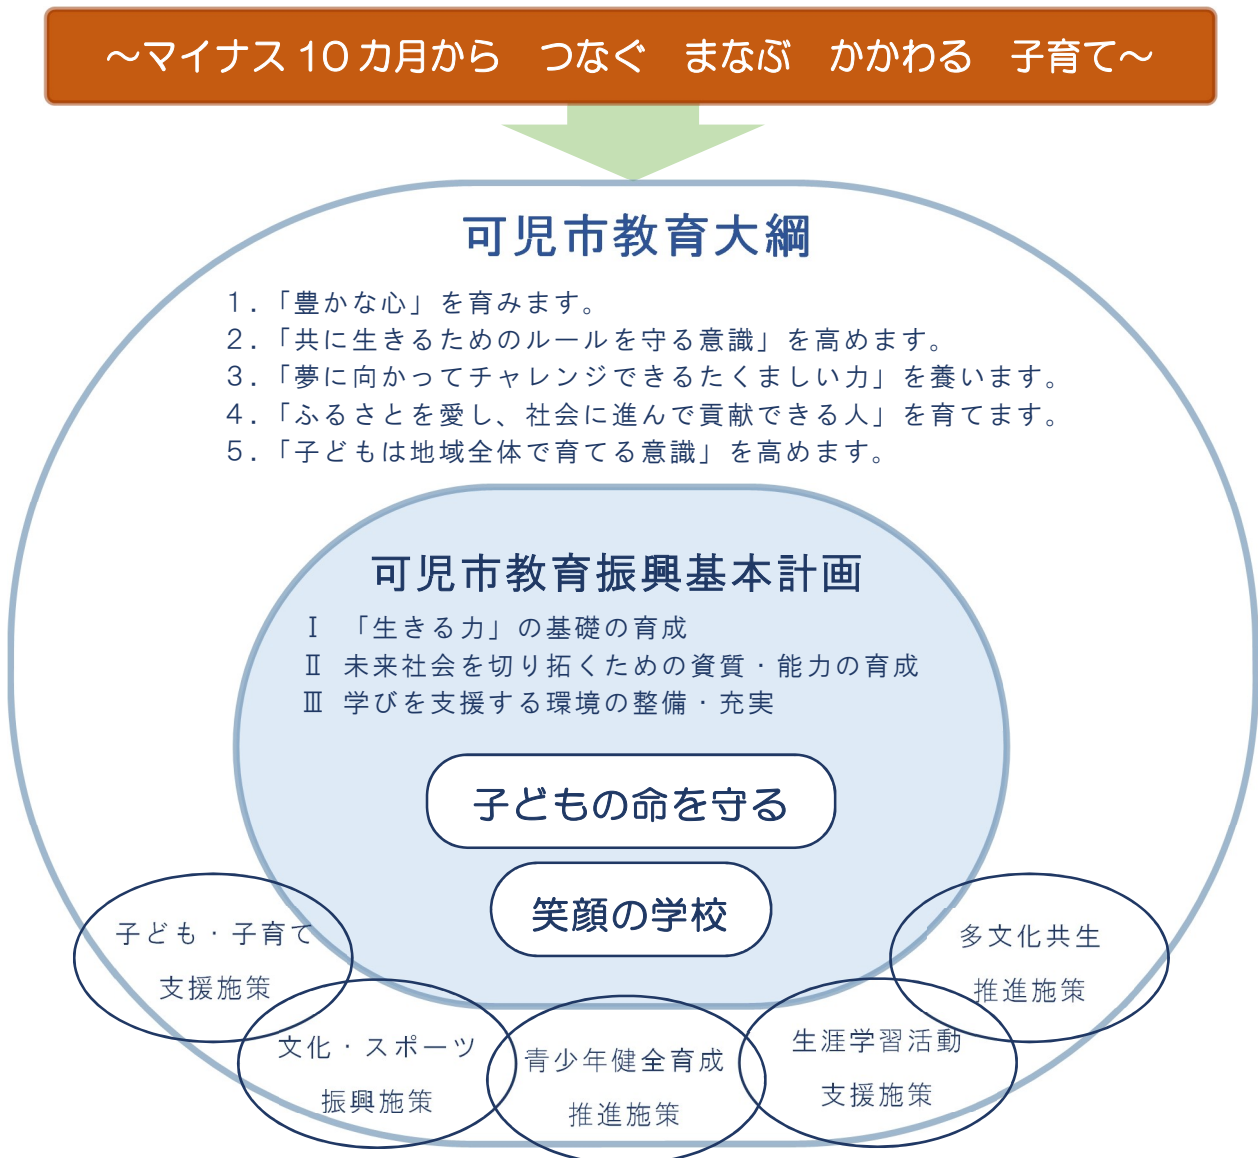 ～マイナス10カ月から　つなぐ　まなぶ　かかわる　子育て～
可児市教育大綱
1．「豊かな心」を育みます。
2．「共に生きるためのルールを守る意識」を高めます。
3．「夢に向かってチャレンジできるたくましい力」を養います。
4．「ふるさとを愛し、社会に進んで貢献できる人」を育てます。
5．「子どもは地域全体で育てる意識」を高めます。
可児市教育振興基本計画
Ⅰ　「生きる力」の基礎の育成
Ⅱ　未来社会を切り拓くための資質・能力の育成
Ⅲ　学びを支援する環境の整備・充実
子どもの命を守る
笑顔の学校
子ども・子育て
支援施策
文化・スポーツ
振興施策
青少年健全育成
推進施策
生涯学習活動
支援施策
多文化共生
推進施策